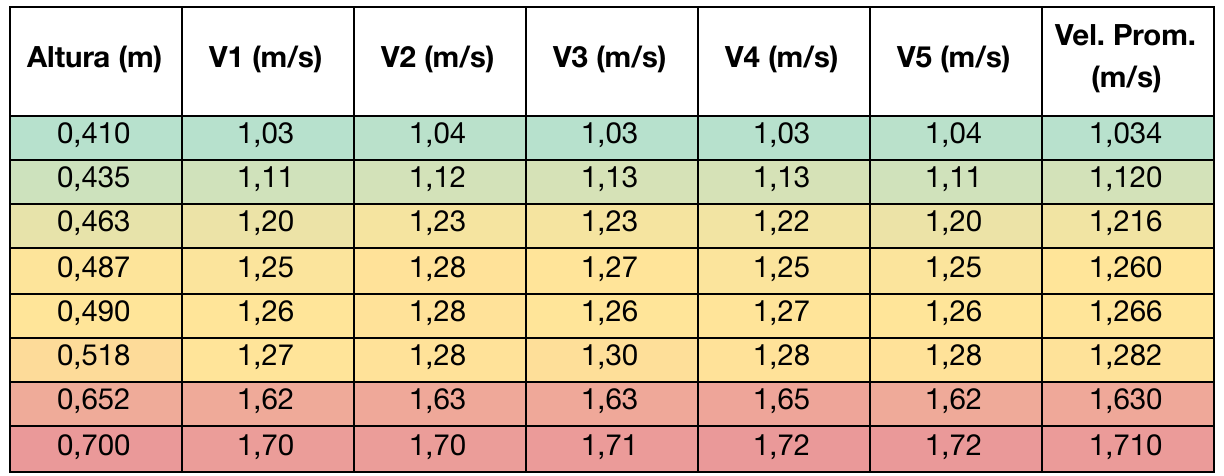 Altura (m) V1 (m/s) V2 (m/s) V3 (m/s) V4 (m/s) V5 (m/s) Vel. Prom. (m/s)
0,410 1,03 1,04 1,03 1,03 1,04 1,034
0,435 1,11 1,12 1,13 1,13 1,11 1,120
0,463 1,20 1,23 1,23 1,22 1,20 1,216
0,487 1,25 1,28 1,27 1,25 1,25 1,260
0,490 1,26 1,28 1,26 1,27 1,26 1,266
0,518 1,27 1,28 1,30 1,28 1,28 1,282
0,652 1,62 1,63 1,63 1,65 1,62 1,630
0,700 1,70 1,70 1,71 1,72 1,72 1,710